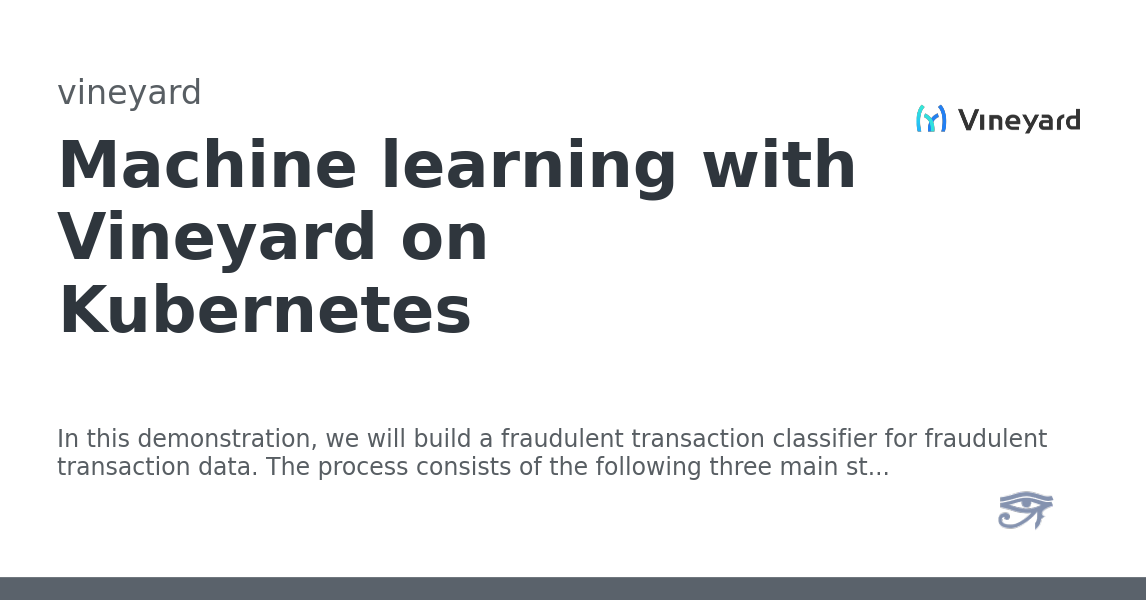 vineyard
Vineyard
Machine learning with
Vineyard on
Kubernetes
In this demonstration, we will build a fraudulent transaction classifier for fraudulent
transaction data. The process consists of the following three main st...